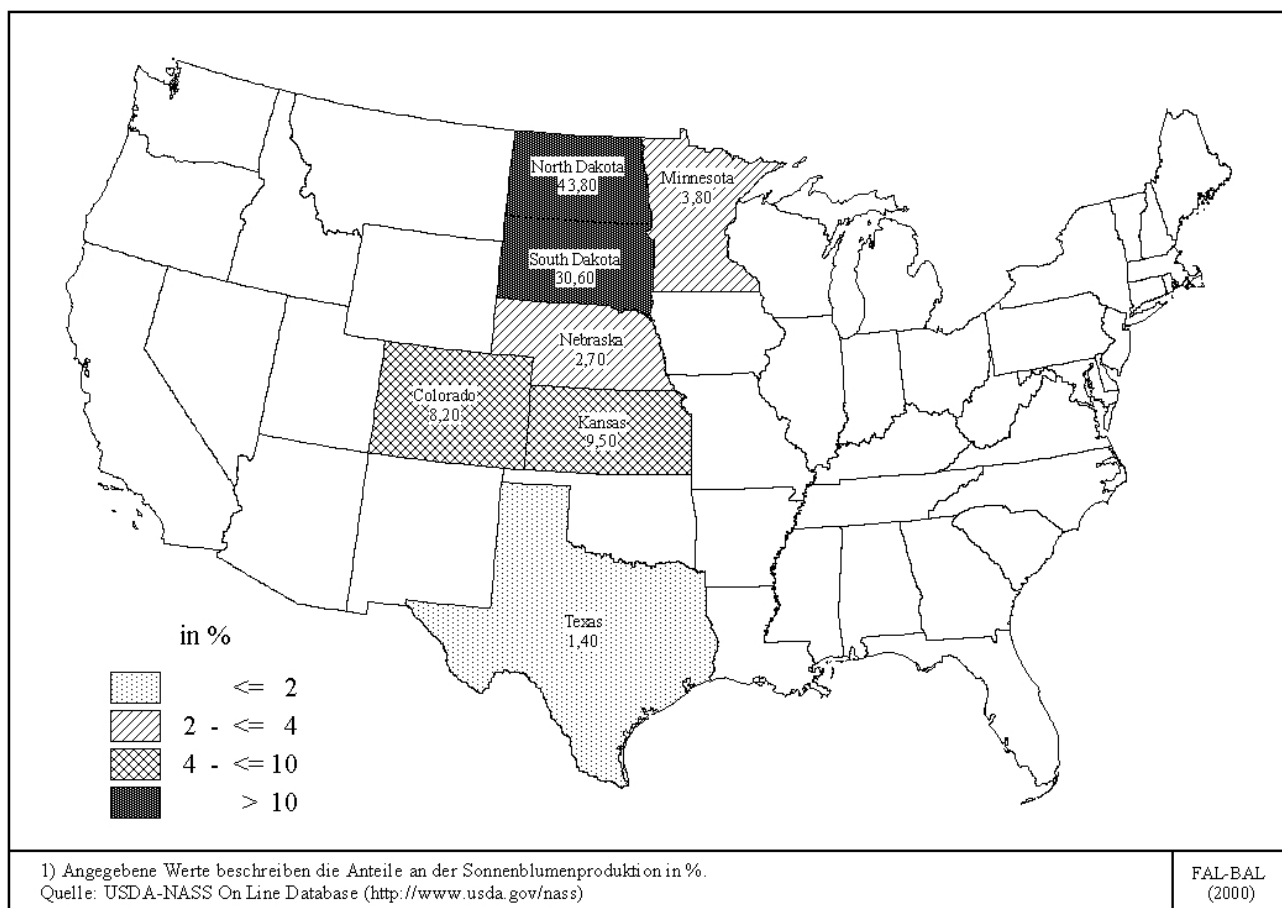 North Dakota
43,80
Minnesota
3,80
South Dakota
30,60
Nebraska
2,70
Colorado
8,20
Kansas
9,50
Texas
1,40
in %
<= 2
2 - <= 4
4 - <= 10
> 10
1) Angegebene Werte beschreiben die Anteile an der Sonnenblumenproduktion in %.
Quelle: USDA-NASS On Line Database (http://www.usda.gov/nass)
FAL-BAL
(2000)